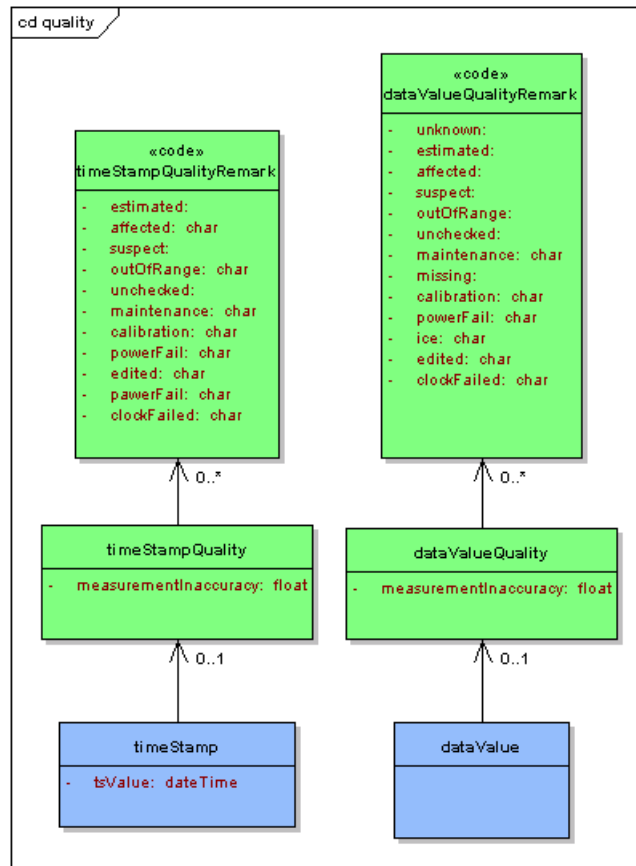 cd quality
«code»
timeStampQualityRemark
- estimated:
- affected: char
- suspect:
- outOfRange: char
- unchecked:
- maintenance: char
- calibration: char
- powerFail: char
- edited: char
- pawerFail: char
- clockFailed: char
0..*
timeStampQuality
- measurementInaccuracy: float
0..1
timeStamp
- tsValue: dateTime
«code»
dataValueQualityRemark
- unknown:
- estimated:
- affected:
- suspect:
- outOfRange:
- unchecked:
- maintenance: char
- missing:
- calibration: char
- powerFail: char
- ice: char
- edited: char
- clockFailed: char
0..*
dataValueQuality
- measurementInaccuracy: float
0..1
dataValue